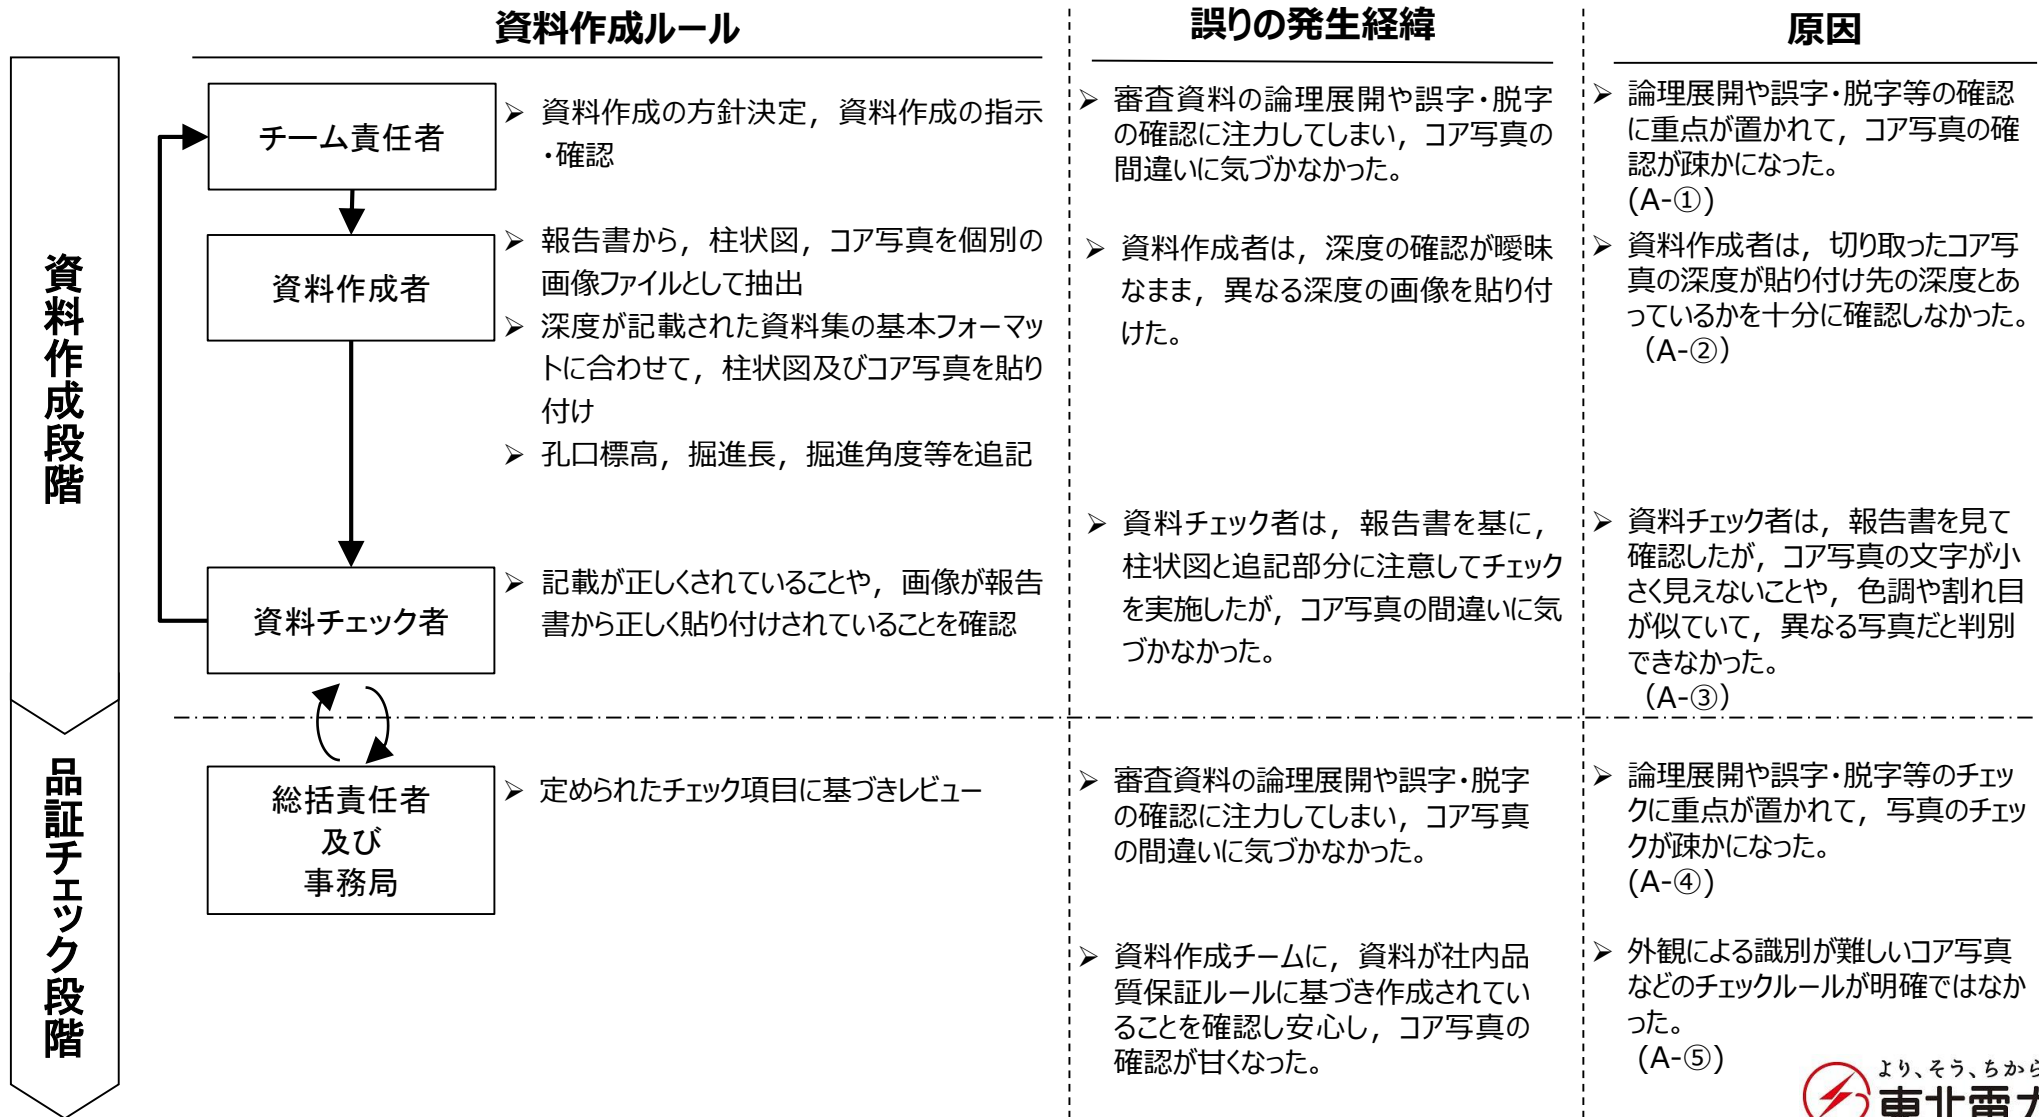 資料作成ルール
誤りの発生経緯
原因
資料作成段階
チーム責任者
➢ 資料作成の方針決定，資料作成の指示
・確認
➢ 審査資料の論理展開や誤字・脱字
の確認に注力してしまい，コア写真の
間違いに気づかなかった。
➢ 論理展開や誤字・脱字等の確認
に重点が置かれて，コア写真の確
認が疎かになった。
(A-①)
資料作成者
➢ 報告書から，柱状図，コア写真を個別の
画像ファイルとして抽出
➢ 深度が記載された資料集の基本フォーマッ
トに合わせて，柱状図及びコア写真を貼り
付け
➢ 孔口標高，掘進長，掘進角度等を追記
➢ 資料作成者は，深度の確認が曖昧
なまま，異なる深度の画像を貼り付
けた。
➢ 資料作成者は，切り取ったコア写
真の深度が貼り付け先の深度とあ
っているかを十分に確認しなかった。
（A-②）
資料チェック者
➢ 記載が正しくされていることや，画像が報告
書から正しく貼り付けされていることを確認
➢ 資料チェック者は，報告書を基に，
柱状図と追記部分に注意してチェック
を実施したが，コア写真の間違いに気
づかなかった。
➢ 資料チェック者は，報告書を見て
確認したが，コア写真の文字が小
さく見えないことや，色調や割れ目
が似ていて，異なる写真だと判別
できなかった。
（A-③）
品証チェック段階
総括責任者
及び
事務局
➢ 定められたチェック項目に基づきレビュー
➢ 審査資料の論理展開や誤字・脱字
の確認に注力してしまい，コア写真
の間違いに気づかなかった。
➢ 論理展開や誤字・脱字等のチェッ
クに重点が置かれて，写真のチェッ
クが疎かになった。
(A-④)
➢ 資料作成チームに，資料が社内品
質保証ルールに基づき作成されてい
ることを確認し安心し，コア写真の
確認が甘くなった。
➢ 外観による識別が難しいコア写真
などのチェックルールが明確ではなか
った。
（A-⑤）
より、そう、ちから
東北電力